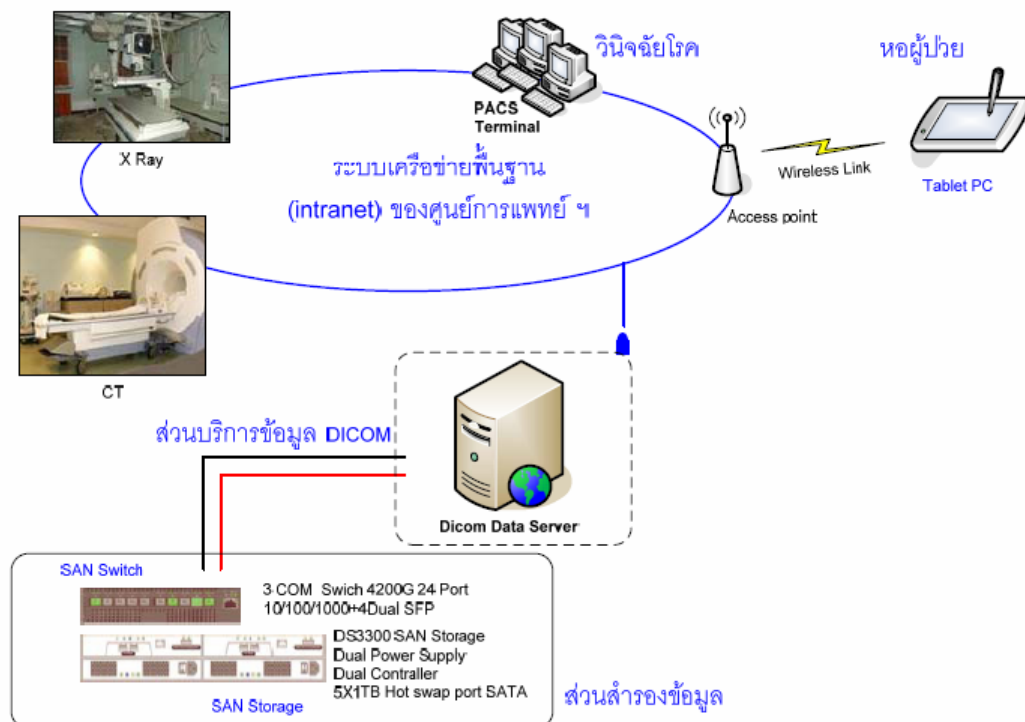 วินิจฉัยโรค
หอผู้ป่วย
PACS
Terminal
X Ray
ระบบเครือข่ายพื้นฐาน
(intranet) ของศูนย์การแพทย์ ฯ
Wireless Link
Tablet PC
Access point
CT
ส่วนบริการข้อมูล DICOM
Dicom Data Server
SAN Switch
3-COM Swich 4200G 24 Port
10/100/1000+4Dual SFP
DS3300 SAN Storage
Dual Power Supply
Dual Contraller
5X1TB Hot swap port SATA
SAN Storage
ส่วนสำรองข้อมูล